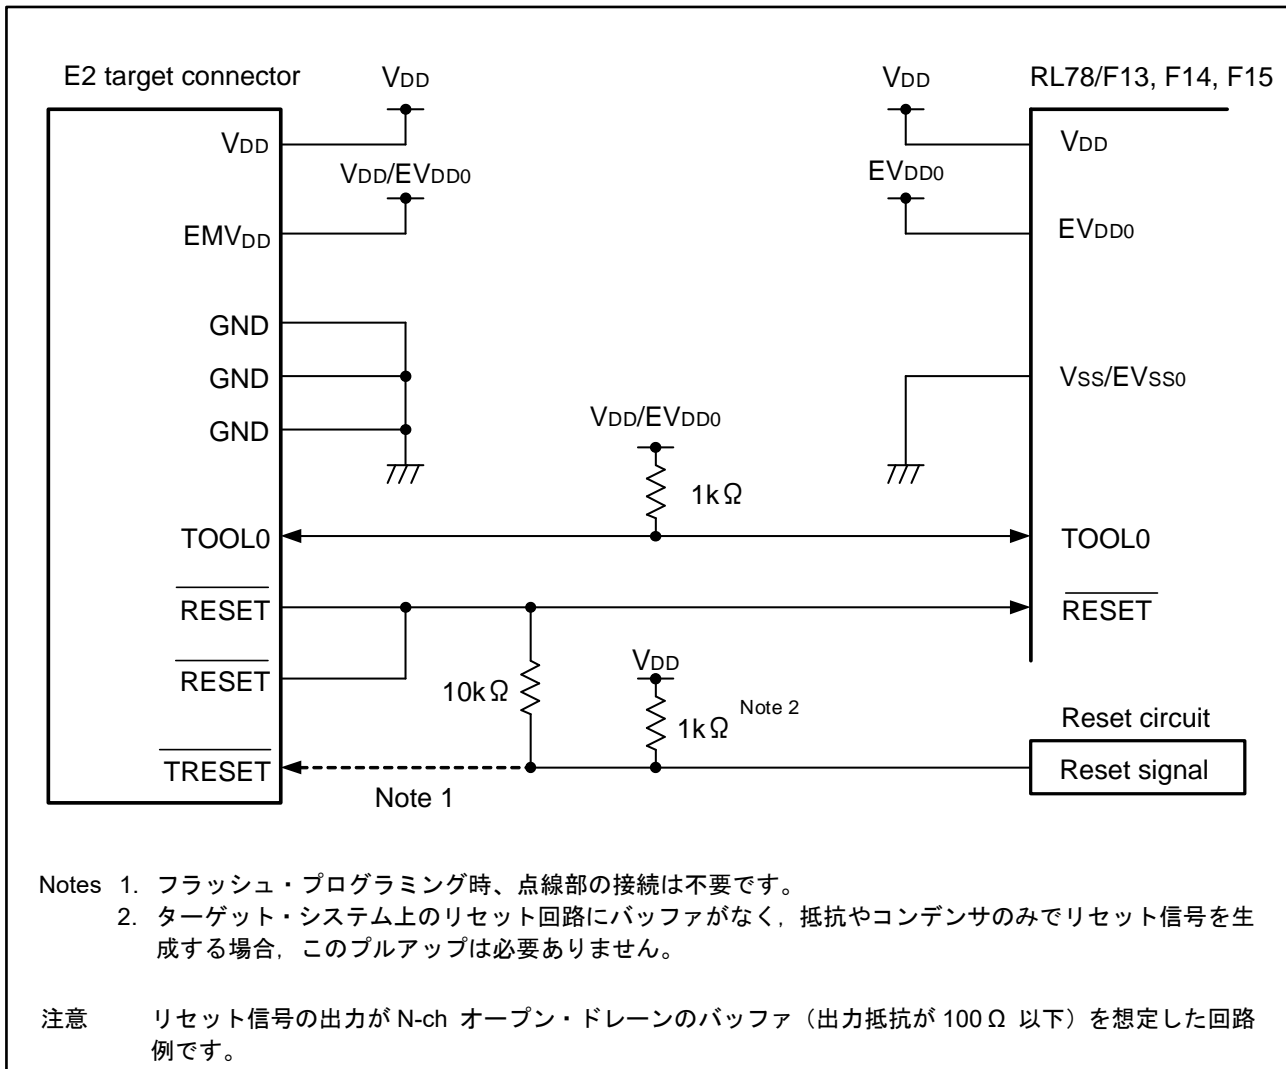 E2 target connector
VDD
VDD
RL78/F13, F14, F15
VDD
VDD
VDD/EVDD0
EVDD0
EMVDD
EVDD0
GND
GND
VSS/EVSS0
GND
VDD/EVDD0
1kΩ
TOOL0
TOOL0
RESET
RESET
RESET
VDD
10kΩ
1kΩ Note 2
Reset circuit
TRESET
Reset signal
Note 1
Notes 1. フラッシュ・プログラミング時、点線部の接続は不要です。
2. ターゲット・システム上のリセット回路にバッファがなく，抵抗やコンデンサのみでリセット信号を生
成する場合，このプルアップは必要ありません。
注意 リセット信号の出力が N-ch オープン・ドレーンのバッファ（出力抵抗が 100Ω 以下）を想定した回路
例です。